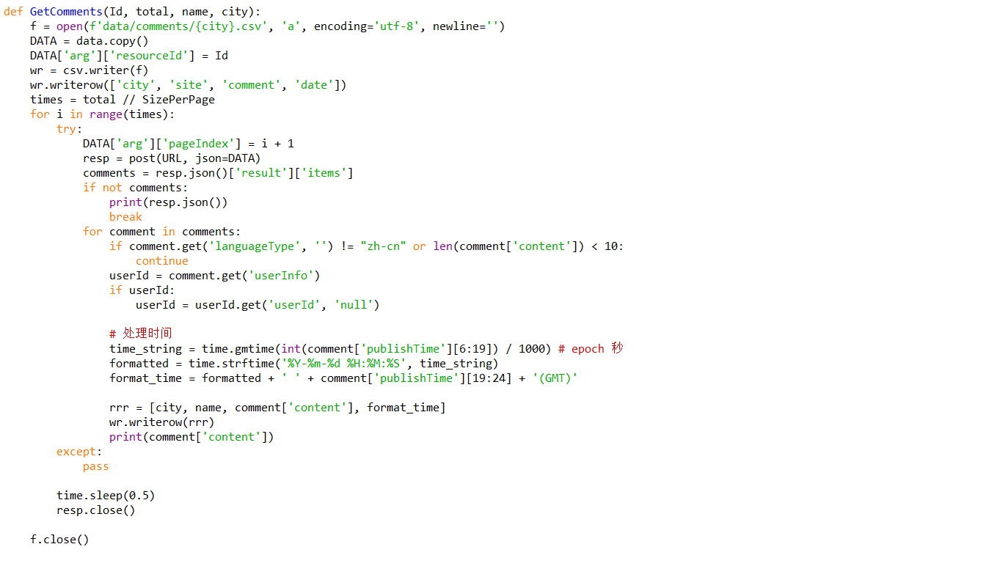 def GetComments(Id, total, name, city):
    f = open(f'data/comments/{city}.csv', 'a', encoding='utf-8', newline='')
    DATA = data.copy()
    DATA['arg']['resourceId'] = Id
    wr = csv.writer(f)
    wr.writerow(['city', 'site', 'comment', 'date'])
    times = total // SizePerPage
    for i in range(times):
        try:
            DATA['arg']['pageIndex'] = i + 1
            resp = post(URL, json=DATA)
            comments = resp.json()['result']['items']
            if not comments:
                print(resp.json())
                break
            for comment in comments:
                if comment.get('languageType', '') != "zh-cn" or len(comment['content']) < 10:
                    continue
                userId = comment.get('userInfo')
                if userId:
                    userId = userId.get('userId', 'null')

                # 处理时间
                time_string = time.gmtime(int(comment['publishTime'][6:19]) / 1000) # epoch 秒
                formatted = time.strftime('%Y-%m-%d %H:%M:%S', time_string)
                format_time = formatted + ' ' + comment['publishTime'][19:24] + '(GMT)'

                rrr = [city, name, comment['content'], format_time]
                wr.writerow(rrr)
                print(comment['content'])
        except:
            pass

        time.sleep(0.5)
        resp.close()

    f.close()